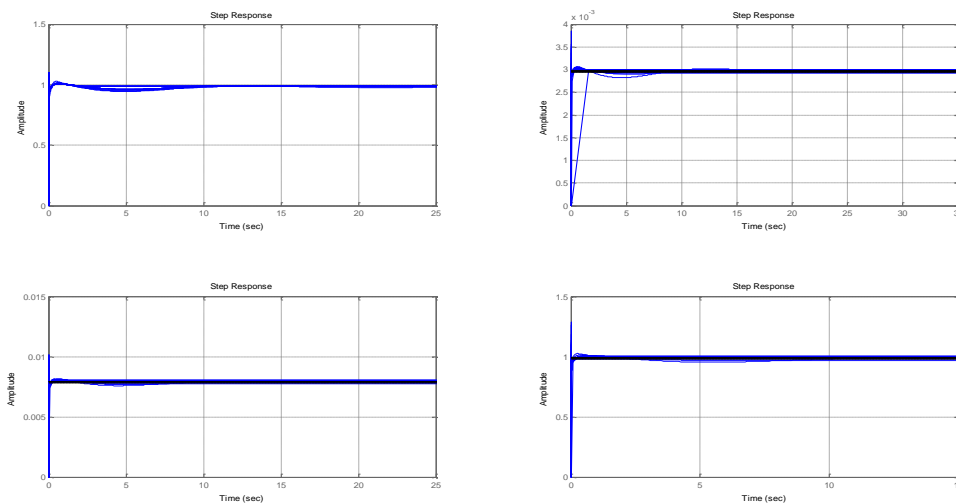 Step Response
1.5
1
0.5
0
Amplitude
0 5 10 15 20 25
Time (sec)
Step Response
x 10⁻³
4
3.5
3
2.5
2
1.5
1
0.5
0
Amplitude
0 5 10 15 20 25 30
Time (sec)
Step Response
0.015
0.01
0.005
0
Amplitude
0 5 10 15 20 25
Time (sec)
Step Response
1.5
1
0.5
0
Amplitude
0 5 10
Time (sec)